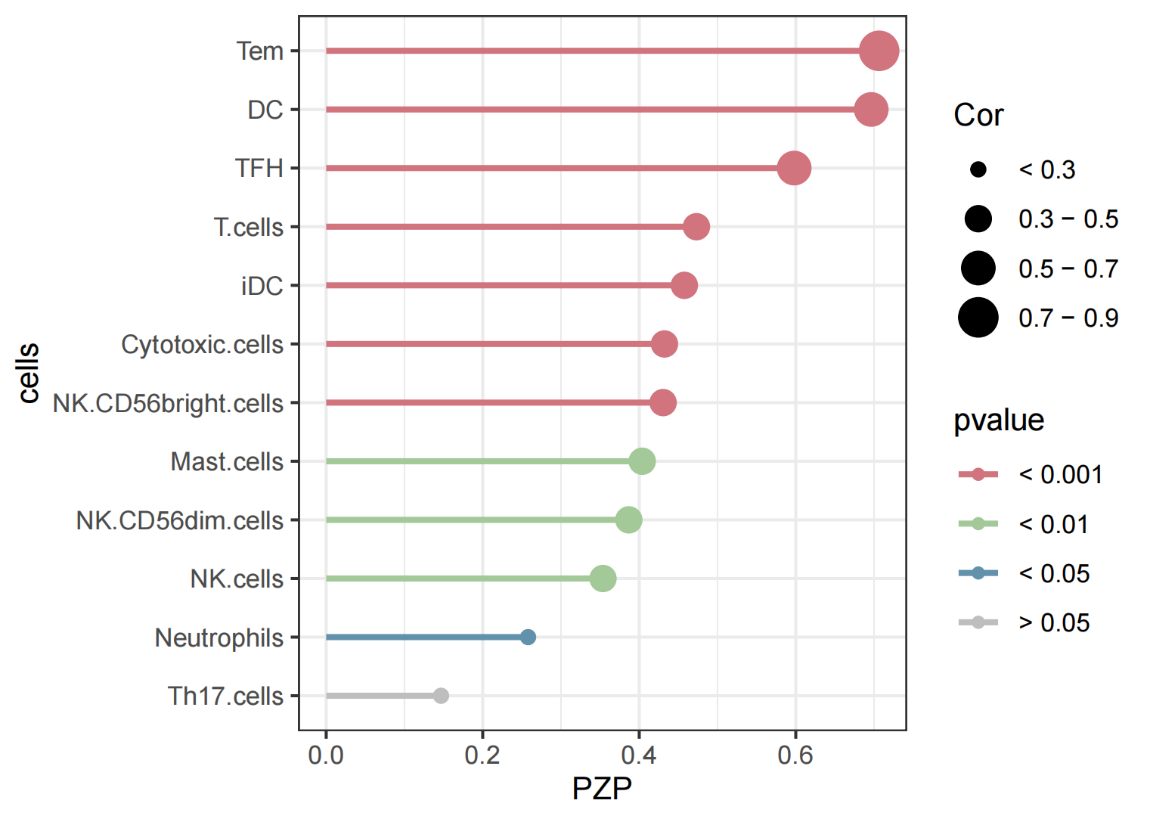 Tem
DC
TFH
T.cells
iDC
Cytotoxic.cells
NK.CD56bright.cells
Mast.cells
NK.CD56dim.cells
NK.cells
Neutrophils
Th17.cells
cells
0.0 0.2 0.4 0.6
PZP
Cor
< 0.3
0.3 − 0.5
0.5 − 0.7
0.7 − 0.9
pvalue
< 0.001
< 0.01
< 0.05
> 0.05